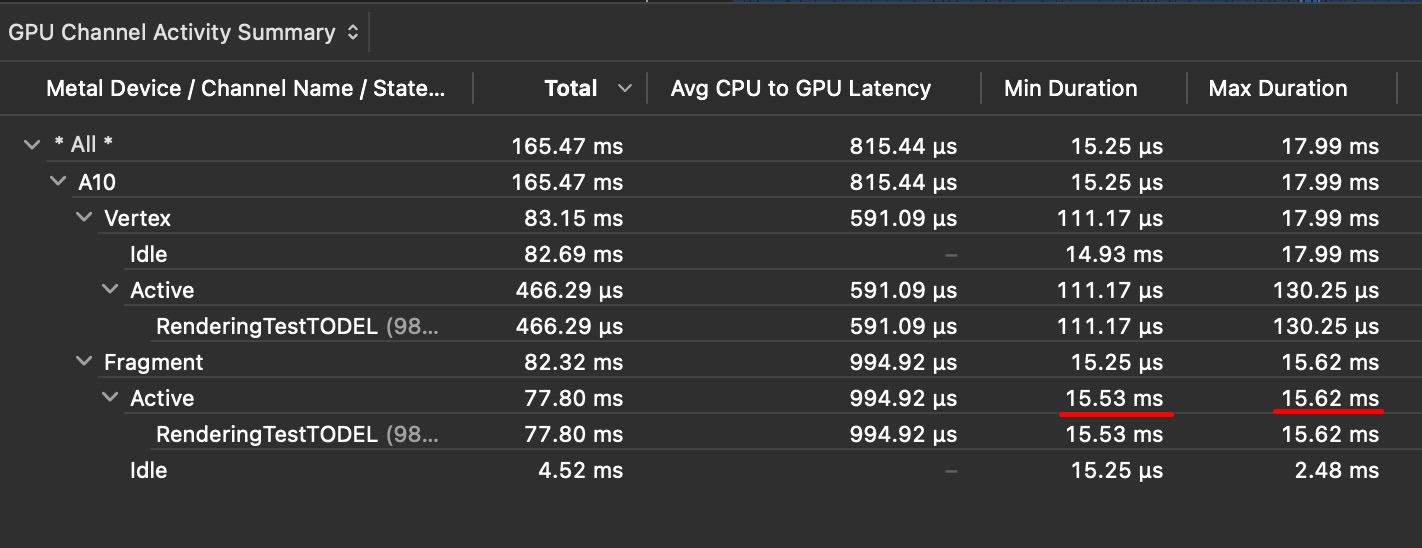 GPU Channel Activity Summary
Metal Device / Channel Name / State... Total Avg CPU to GPU Latency Min Duration Max Duration
* All * 165.47 ms 815.44 µs 15.25 µs 17.99 ms
A10 165.47 ms 815.44 µs 15.25 µs 17.99 ms
Vertex 83.15 ms 591.09 µs 111.17 µs 17.99 ms
Idle 82.69 ms – 14.93 ms 17.99 ms
Active 466.29 µs 591.09 µs 111.17 µs 130.25 µs
RenderingTestTODEL (98... 466.29 µs 591.09 µs 111.17 µs 130.25 µs
Fragment 82.32 ms 994.92 µs 15.25 µs 15.62 ms
Active 77.80 ms 994.92 µs 15.53 ms 15.62 ms
RenderingTestTODEL (98... 77.80 ms 994.92 µs 15.53 ms 15.62 ms
Idle 4.52 ms – 15.25 µs 2.48 ms